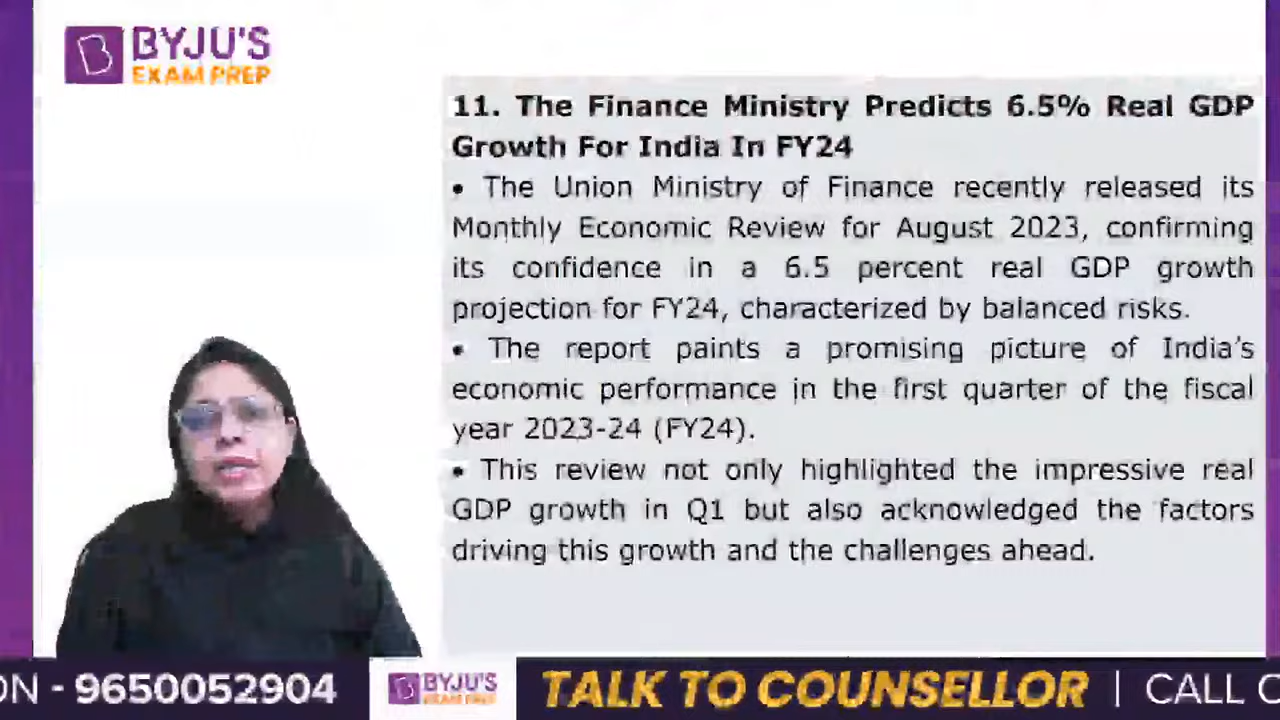 BYJU'S
EXAM PREP
11. The Finance Ministry Predicts 6.5% Real GDP
Growth For India In FY24
• The Union Ministry of Finance recently released its
Monthly Economic Review for August 2023, confirming
its confidence in a 6.5 percent real GDP growth
projection for FY24, characterized by balanced risks.
• The report paints a promising picture of India's
economic performance in the first quarter of the fiscal
year 2023-24 (FY24).
• This review not only highlighted the impressive real
GDP growth in Q1 but also acknowledged the factors
driving this growth and the challenges ahead.
ON - 9650052904
BYJU'S
EXAM PREP
TALK TO COUNSELLOR | CALL